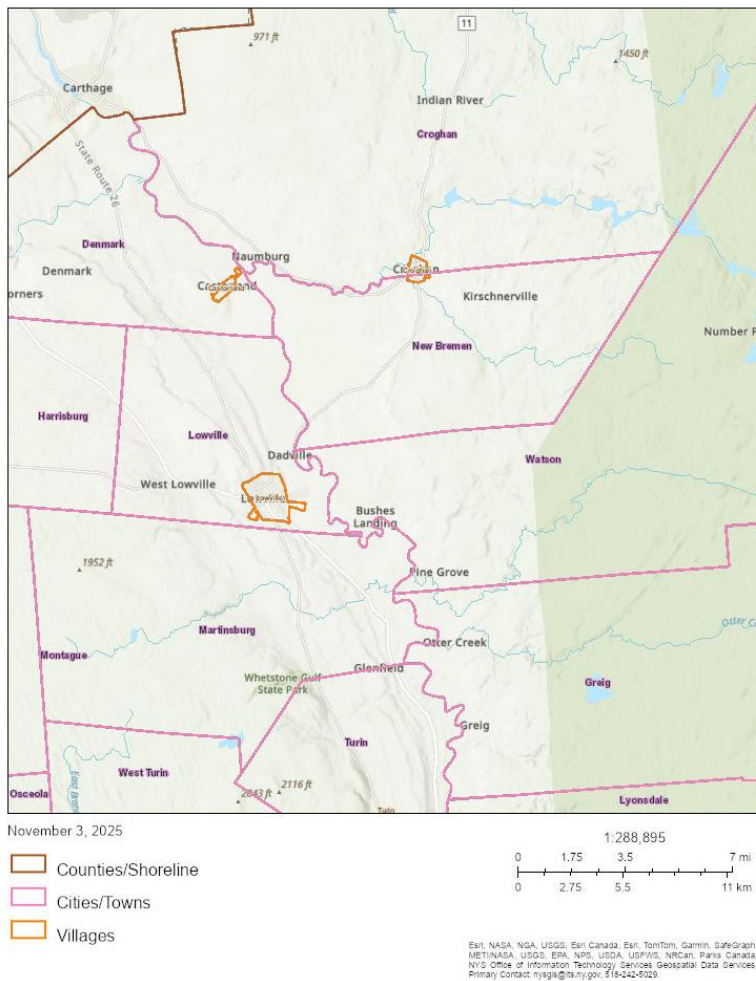 11
971 ft
1450 ft
Carthage
Indian River
Croghan
State Route 26
Denmark
Naumburg
Denmark
Castorland
Croghan
Kirschnerville
orners
New Bremen
Number
Harrisburg
Lowville
Dadville
Watson
West Lowville
Lowville
Bushes
Landing
1952 ft
Pine Grove
Otter
Martinsburg
Otter Creek
Montague
Glenfield
Whetstone Gulf
State Park
Greig
Greig
Turin
West Turin
2116 ft
Osceola
East
2043 ft
Turin
Lyonsdale
November 3, 2025
1:288,895
0 1.75 3.5 7 mi
0 2.75 5.5 11 km
Counties/Shoreline
Cities/Towns
Villages
Esri, NASA, NGA, USGS, Esri Canada, Esri, TomTom, Garmin, SafeGraph,
METI/NASA, USGS, EPA, NPS, USDA, USFWS, NRCan, Parks Canada,
NYS Office of Information Technology Services Geospatial Data Services,
Primary Contact: nysgis@its.ny.gov, 518-242-5029.